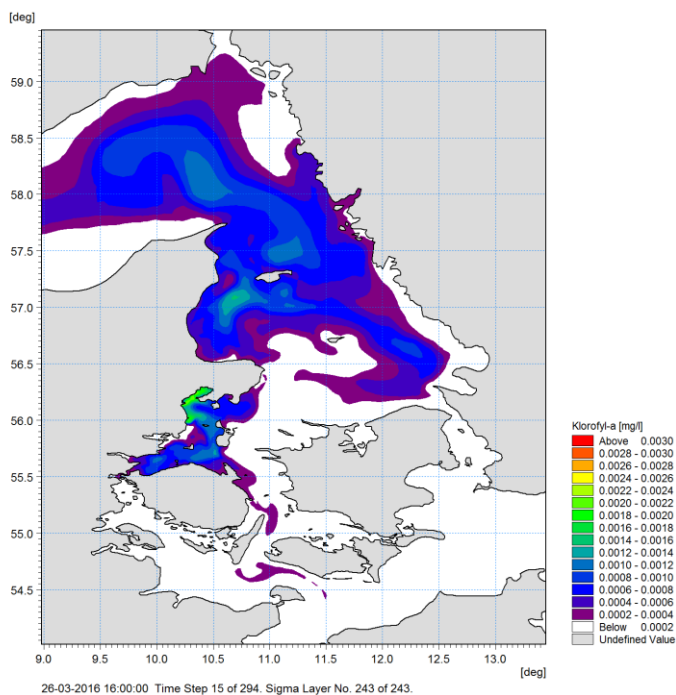 [deg]
59.0
58.5
58.0
57.5
57.0
56.5
56.0
55.5
55.0
54.5
Klorofyl-a [mg/l]
Above 0.0030
0.0028 - 0.0030
0.0026 - 0.0028
0.0024 - 0.0026
0.0022 - 0.0024
0.0020 - 0.0022
0.0018 - 0.0020
0.0016 - 0.0018
0.0014 - 0.0016
0.0012 - 0.0014
0.0010 - 0.0012
0.0008 - 0.0010
0.0006 - 0.0008
0.0004 - 0.0006
0.0002 - 0.0004
Below 0.0002
Undefined Value
9.0 9.5 10.0 10.5 11.0 11.5 12.0 12.5 13.0
[deg]
26-03-2016 16:00:00 Time Step 15 of 294. Sigma Layer No. 243 of 243.